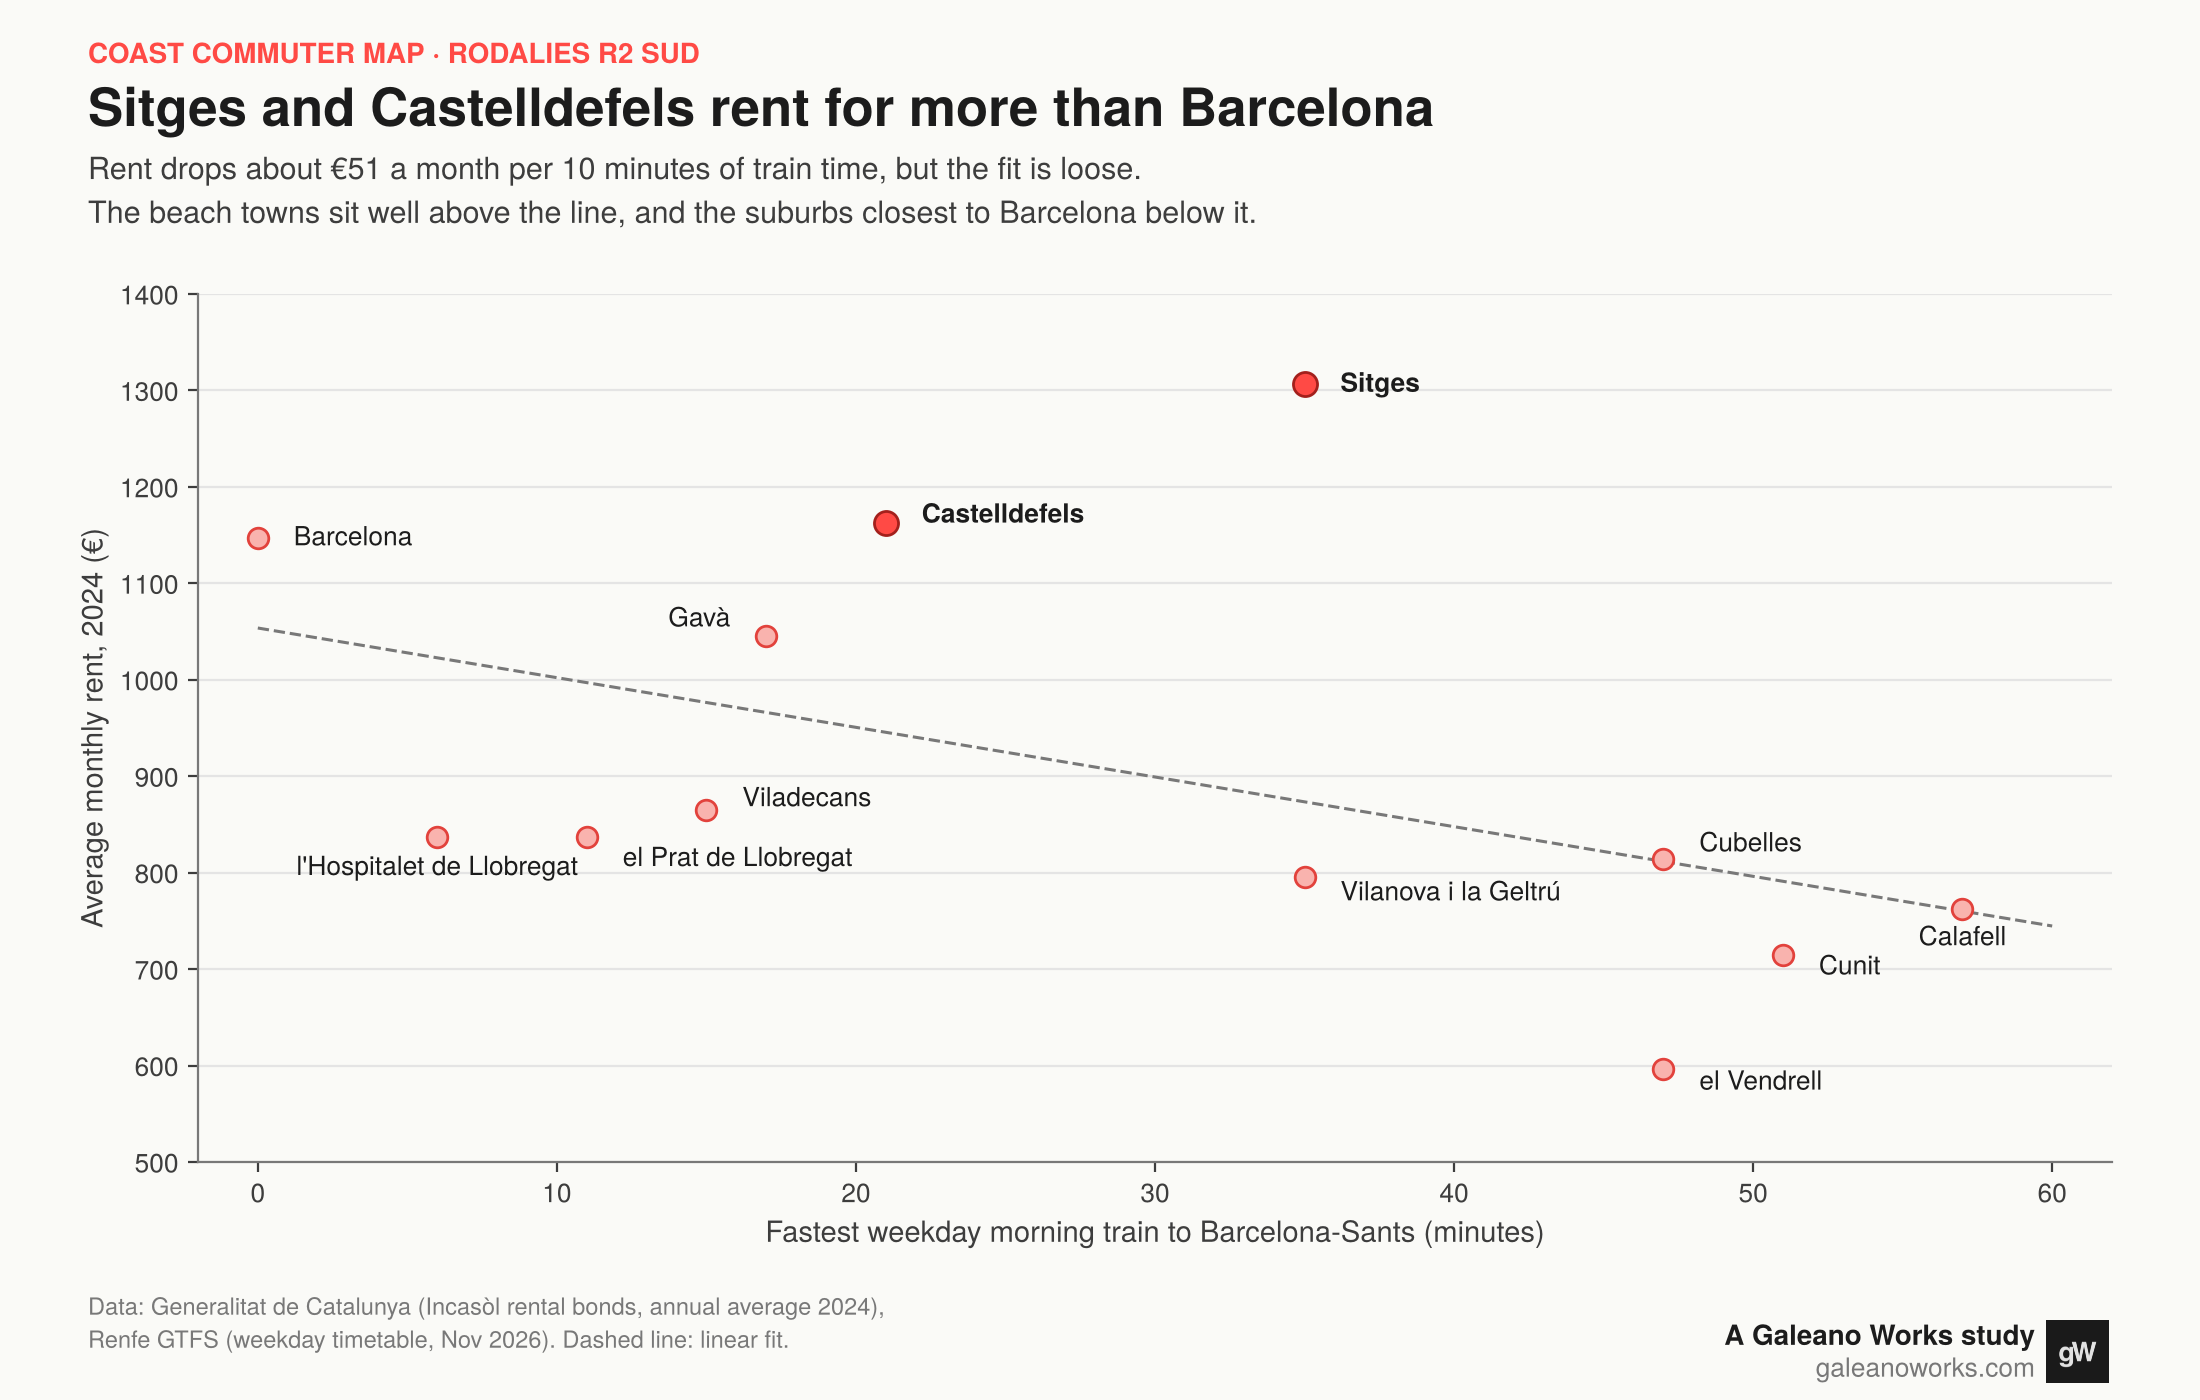 COAST COMMUTER MAP · RODALIES R2 SUD
Sitges and Castelldefels rent for more than Barcelona
Rent drops about €51 a month per 10 minutes of train time, but the fit is loose.
The beach towns sit well above the line, and the suburbs closest to Barcelona below it.
Average monthly rent, 2024 (€)
1400
1300
1200
1100
1000
900
800
700
600
500
Sitges
Castelldefels
Barcelona
Gavà
Viladecans
l'Hospitalet de Llobregat
el Prat de Llobregat
Cubelles
Vilanova i la Geltrú
Calafell
Cunit
el Vendrell
0
10
20
30
40
50
60
Fastest weekday morning train to Barcelona-Sants (minutes)
Data: Generalitat de Catalunya (Incasòl rental bonds, annual average 2024),
Renfe GTFS (weekday timetable, Nov 2026). Dashed line: linear fit.
A Galeano Works study
galeanoworks.com
gW